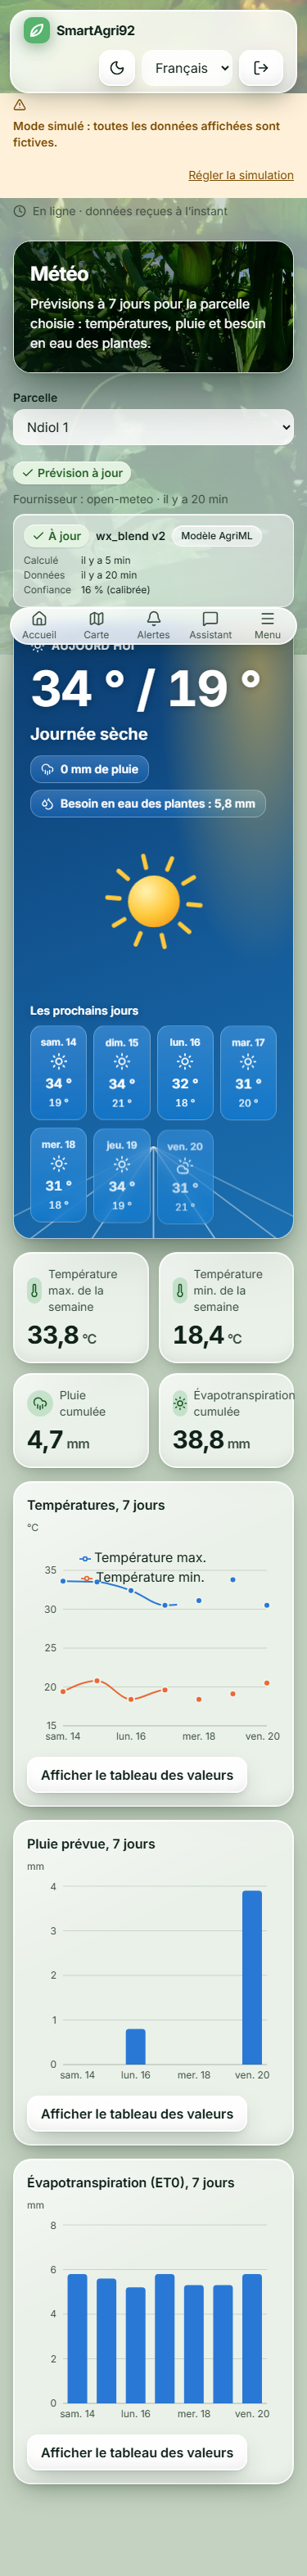 SmartAgri92
Français
Mode simulé : toutes les données affichées sont
fictives.
Régler la simulation
En ligne · données reçues à l'instant
Météo
Prévisions à 7 jours pour la parcelle
choisie : températures, pluie et besoin
en eau des plantes.
Parcelle
Ndiol 1
Prévision à jour
Fournisseur : open-meteo · il y a 20 min
À jour wx_blend v2 Modèle AgriML
Calculé il y a 5 min
Données il y a 20 min
Confiance 16 % (calibrée)
Accueil Carte Alertes Assistant Menu
AUJOURD'HUI
34 ° / 19 °
Journée sèche
0 mm de pluie
Besoin en eau des plantes : 5,8 mm
Les prochains jours
sam. 14 dim. 15 lun. 16 mar. 17
34 ° 34 ° 32 ° 31 °
19 ° 21 ° 18 ° 20 °
mer. 18 jeu. 19 ven. 20
31 ° 34 ° 31 °
18 ° 19 ° 21 °
Température
max. de la
semaine
33,8 °C
Température
min. de la
semaine
18,4 °C
Pluie
cumulée
4,7 mm
Évapotranspiration
cumulée
38,8 mm
Températures, 7 jours
°C
Température max.
Température min.
35
30
25
20
15
sam. 14 lun. 16 mer. 18 ven. 20
Afficher le tableau des valeurs
Pluie prévue, 7 jours
mm
4
3
2
1
0
sam. 14 lun. 16 mer. 18 ven. 20
Afficher le tableau des valeurs
Évapotranspiration (ET0), 7 jours
mm
8
6
4
2
0
sam. 14 lun. 16 mer. 18 ven. 20
Afficher le tableau des valeurs